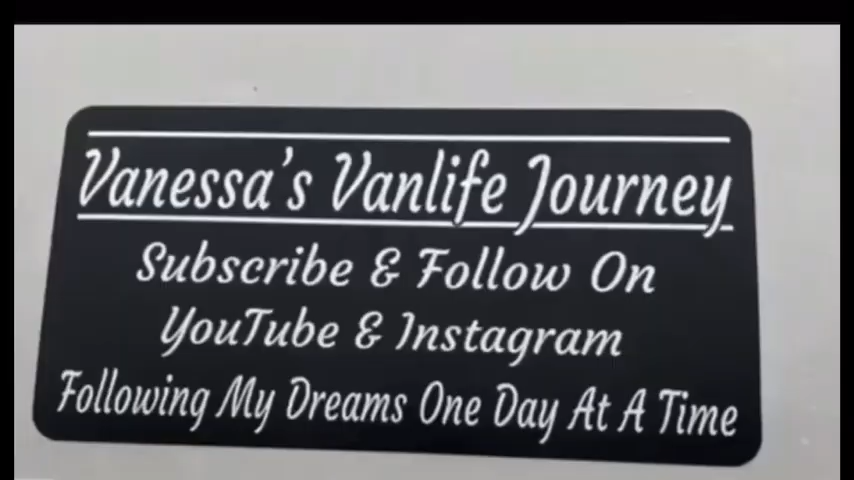 Vanessa's Vanlife Journey
Subscribe & Follow On
YouTube & Instagram
Following My Dreams One Day At A Time